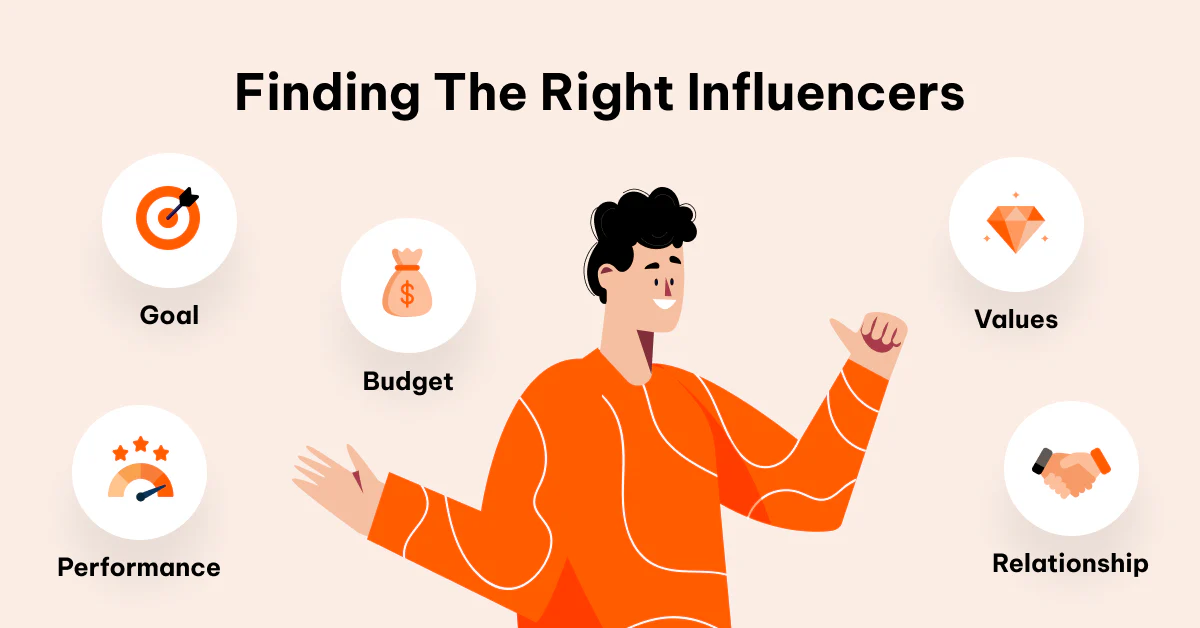 Finding The Right Influencers
Goal
Budget
$
Values
Performance
Relationship